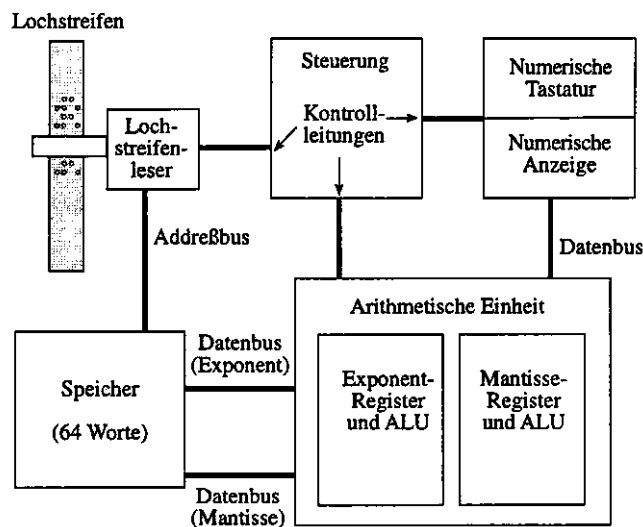 Lochstreifen
Steuerung
Kontroll-
leitungen
Numerische
Tastatur
Numerische
Anzeige
Loch-
streifen-
leser
Addreßbus
Datenbus
Arithmetische Einheit
Datenbus
(Exponent)
Speicher
(64 Worte)
Exponent-
Register
und ALU
Mantisse-
Register
und ALU
Datenbus
(Mantisse)